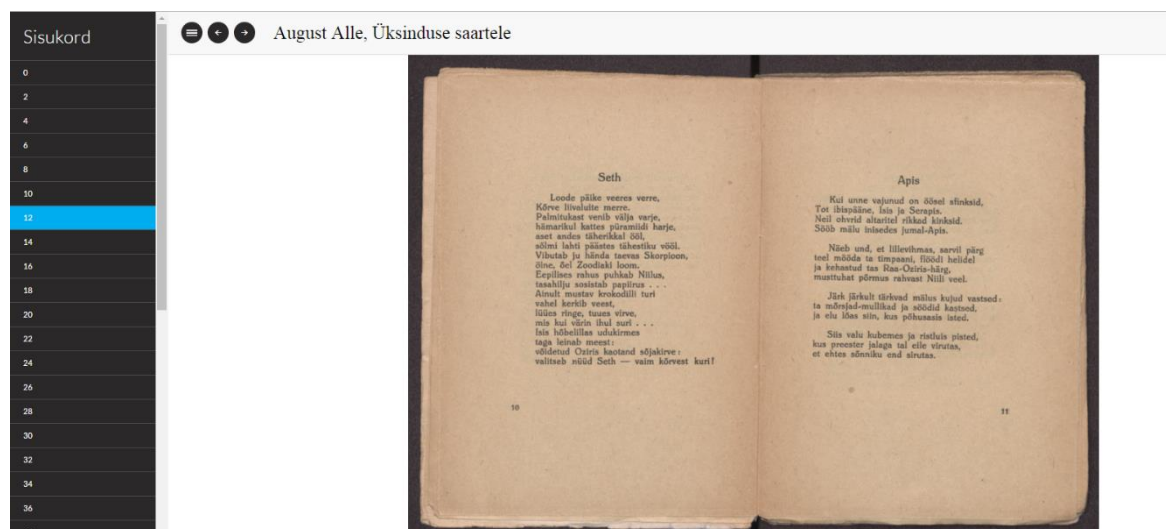 Sisukord
0
2
4
6
8
10
12
14
16
18
20
22
24
26
28
30
32
34
36
August Alle, Üksinduse saartele
Seth
Loode päike veeres verre,
Kõrve liivaluite merre.
Palmitukast venib välja varje,
hämarikul kattes püramiidi harje,
aset andes täherikkal ööl,
sõlmi lahti päästes tähestiku vööl.
Vibutab ju hända taevas Skorpioon,
õine, õel Zoodiaki loom.
Eepilises rahus puhkab Niilus,
tasahilju sosistab papiirus . . .
Ainult mustav krokodilli turi
vahel kerkib veest,
lüües ringe, tuues virve,
mis kui värin ihul suri . . .
Isis hõbelillas udukirmes
taga leinab meest:
võidetud Oziris kaotand sõjakirve:
valitseb nüüd Seth — vaim kõrvest kuri!
10
Apis
Kui unne vajunud on öösel sfinksid,
Tot ibispääne, Isis ja Serapis.
Neil ohvrid altaritel rikkad kinksid.
Sööb mälu inisedes jumal-Apis.
Näeb und, et lillevihmas, sarvil pärg
teel mööda ta timpaani, flöödi helidel
ja kehastud tas Raa-Oziris-härg,
musttuhat põrmus rahvast Niili veel.
Järk järkult tärkvad mälus kujud vastsed:
ta mõrsjad-mullikad ja söödid kastsed,
ja elu lõas siin, kus põhuasis isted.
Siis valu kubemes ja ristluis pisted,
kus preester jalaga tal eile virutas,
et ehtes sõnniku end sirutas.
11